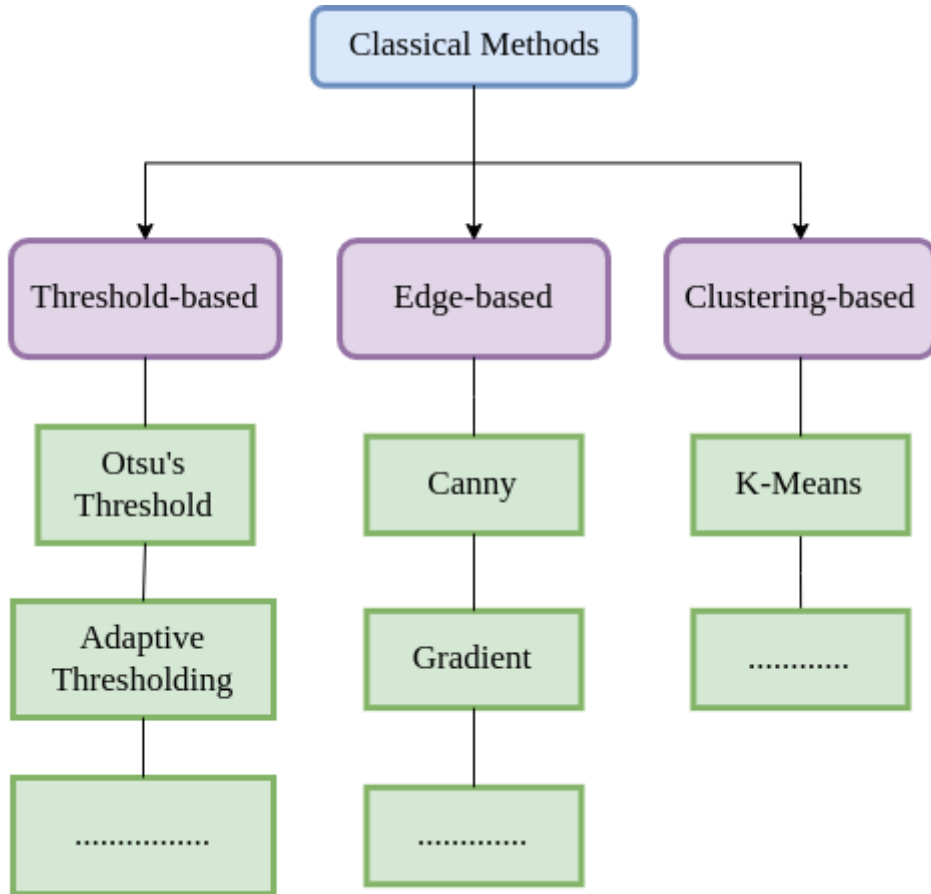 Classical Methods
Threshold-based
Edge-based
Clustering-based
Otsu's
Threshold
Canny
K-Means
Adaptive
Thresholding
Gradient
............
................
.............